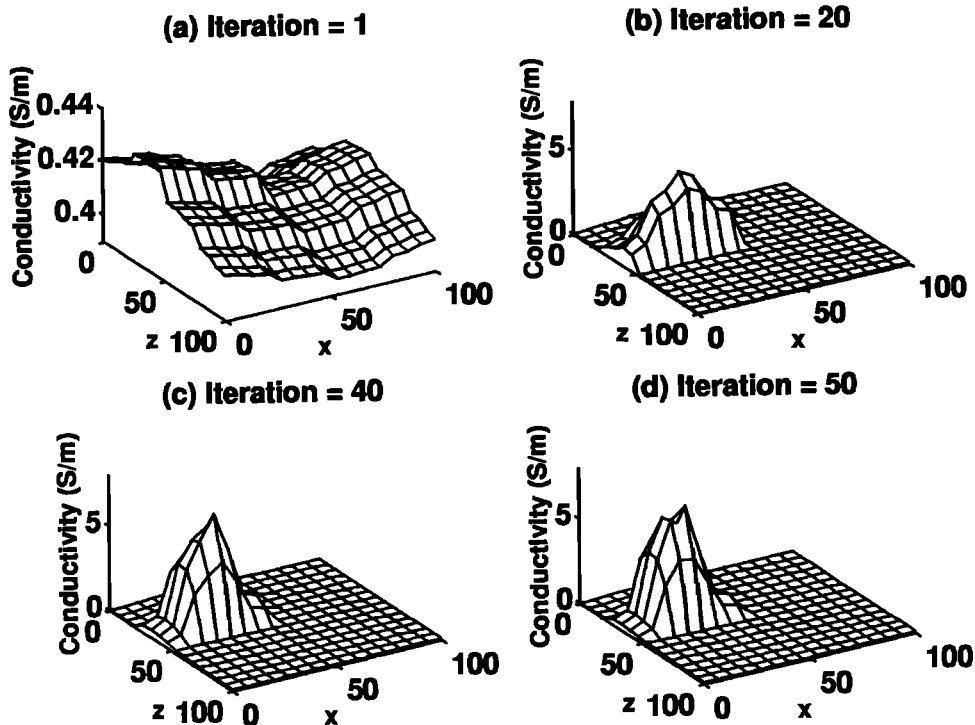 (a) Iteration = 1
Conductivity (S/m)
0.44
0.42
0.4
0
50
z 100
0
x
50
100
(b) Iteration = 20
Conductivity (S/m)
5
0
0
50
z 100
0
x
50
100
(c) Iteration = 40
Conductivity (S/m)
5
0
0
50
z 100
0
x
50
100
(d) Iteration = 50
Conductivity (S/m)
5
0
0
50
z 100
0
x
50
100